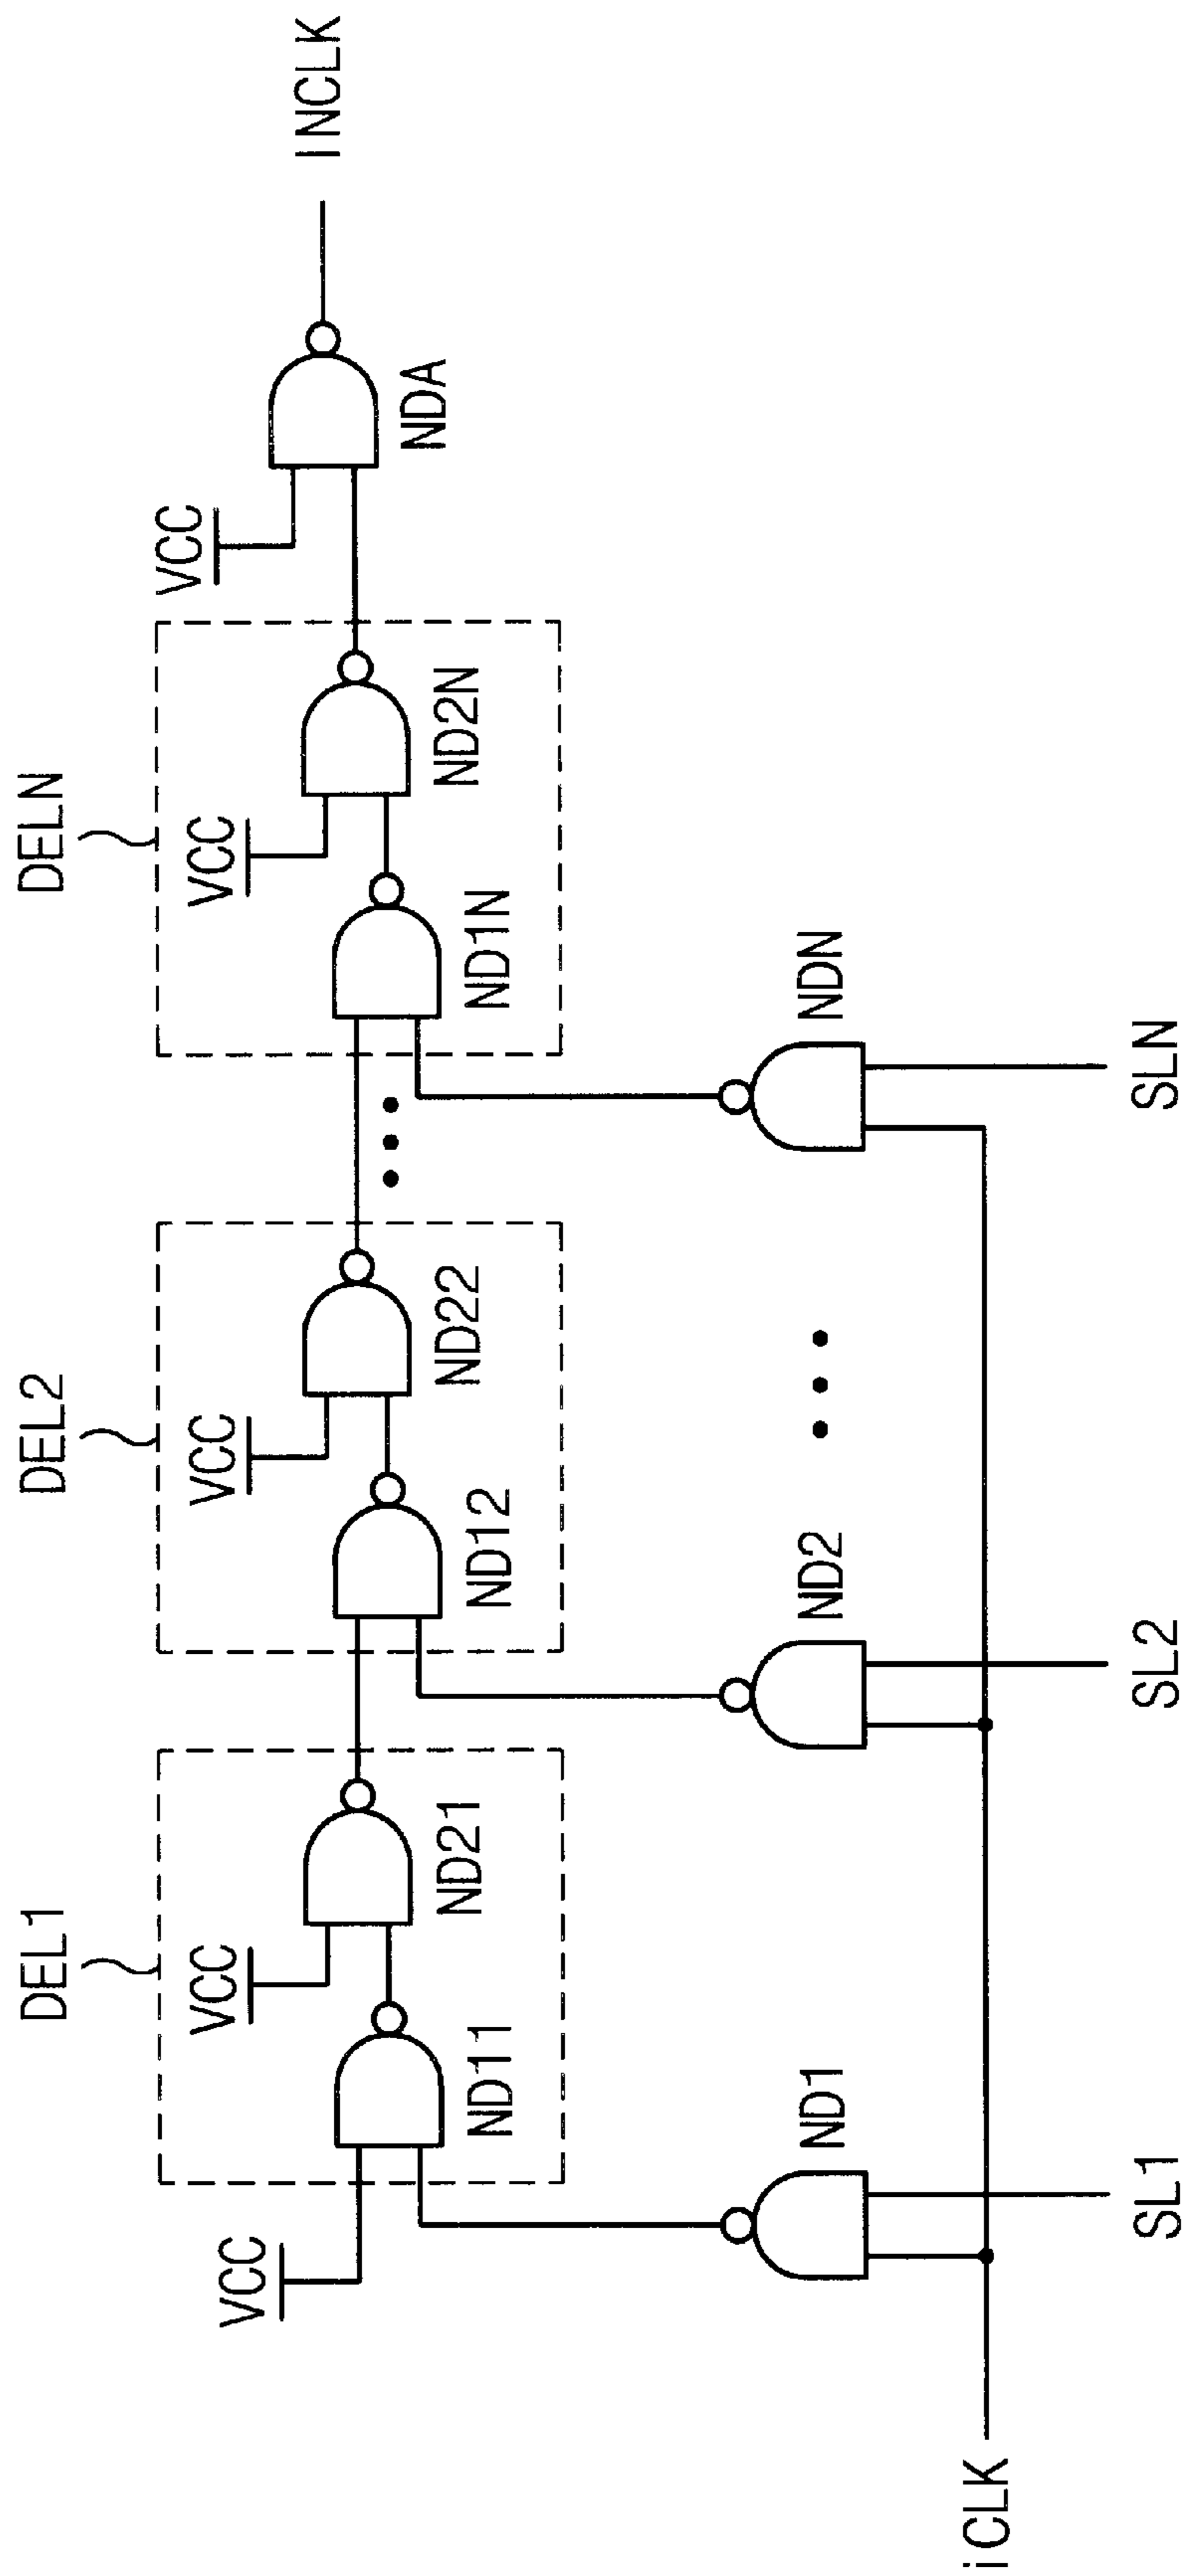 DEL1
DEL2
DELN
VCC
VCC
VCC
VCC
VCC
INCLK
ND11
ND21
ND12
ND22
ND1N
ND2N
NDA
ND1
ND2
NDN
iCLK
SL1
SL2
SLN